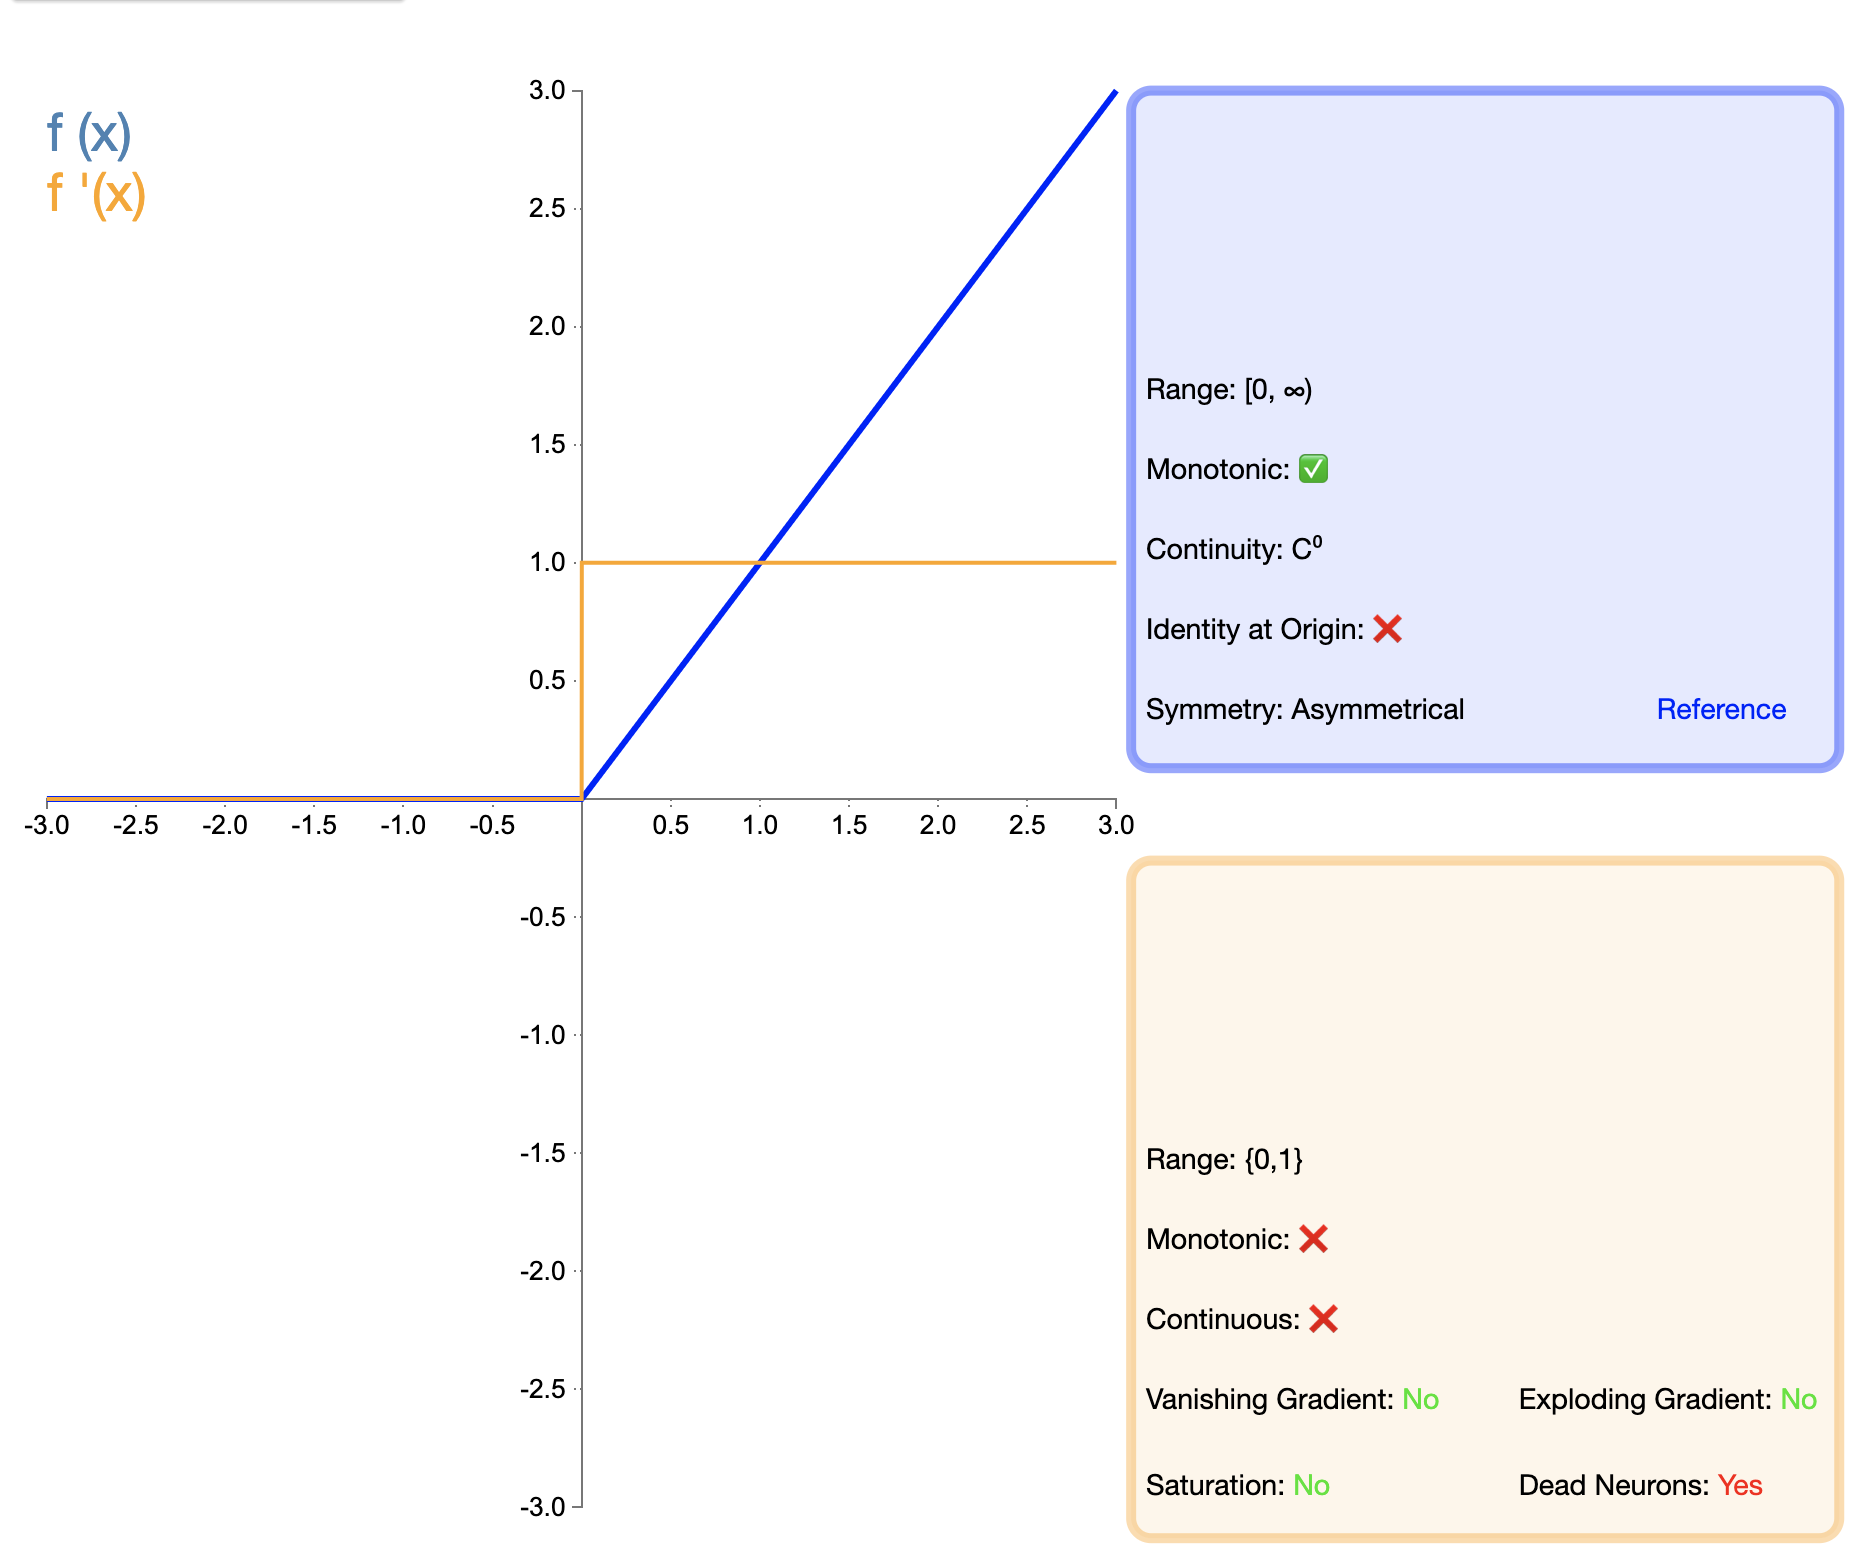 f (x)
f '(x)
3.0
2.5
2.0
1.5
1.0
0.5
-3.0 -2.5 -2.0 -1.5 -1.0 -0.5 0.5 1.0 1.5 2.0 2.5 3.0
-0.5
-1.0
-1.5
-2.0
-2.5
-3.0
Range: [0, ∞)
Monotonic: ✅
Continuity: C⁰
Identity at Origin: ❌
Symmetry: Asymmetrical Reference
Range: {0,1}
Monotonic: ❌
Continuous: ❌
Vanishing Gradient: No Exploding Gradient: No
Saturation: No Dead Neurons: Yes